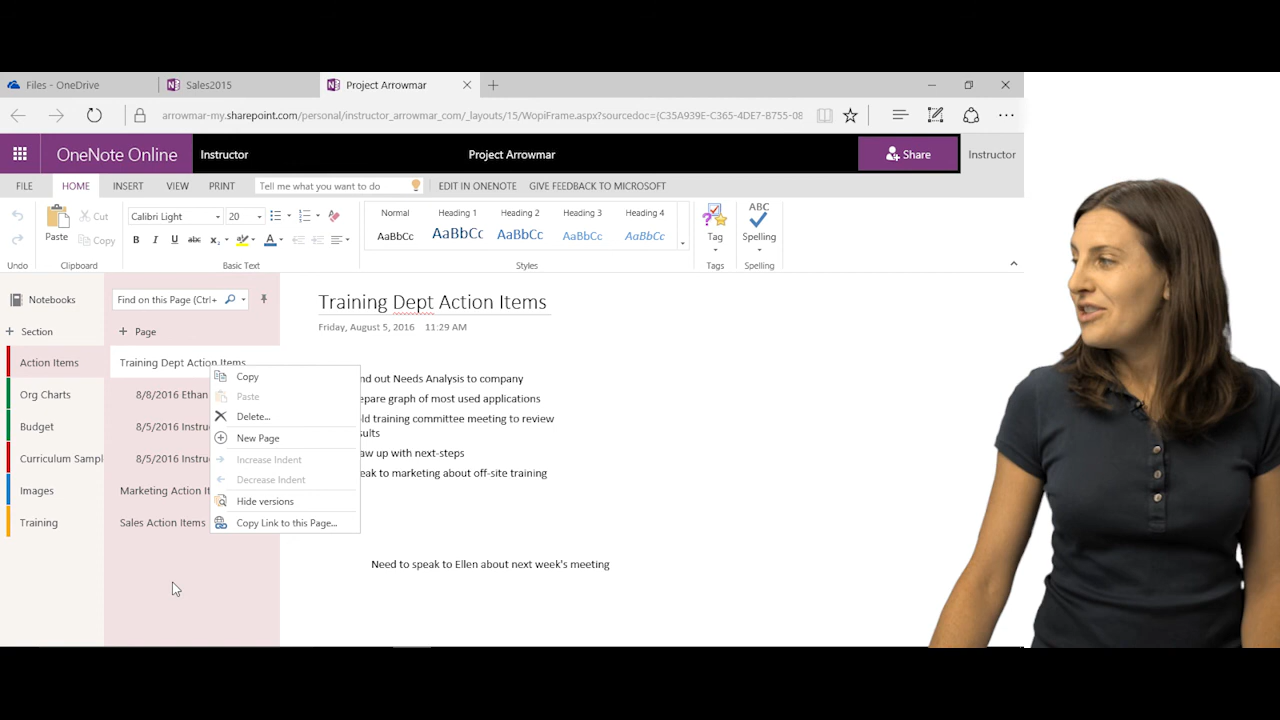 Files - OneDrive
Sales2015
Project Arrowmar
arrowmar-my.sharepoint.com/personal/instructor_arrowmar_com/_layouts/15/WopiFrame.aspx?sourcedoc={C35A939E-C365-4DE7-B755-08
OneNote Online
Instructor
Project Arrowmar
Share
Instructor
FILE
HOME
INSERT
VIEW
PRINT
Tell me what you want to do
EDIT IN ONENOTE
GIVE FEEDBACK TO MICROSOFT
Paste
Cut
Copy
Calibri Light
20
B I U abc
Normal
Heading 1
Heading 2
Heading 3
Heading 4
AaBbCc
AaBbCc
AaBbCc
AaBbCc
AaBbCc
Tag
ABC
Spelling
Undo
Clipboard
Basic Text
Styles
Tags
Spelling
Notebooks
Section
Action Items
Org Charts
Budget
Curriculum Sampl
Images
Training
Find on this Page (Ctrl+
Page
Training Dept Action Items
8/8/2016 Ethan
8/5/2016 Instru
8/5/2016 Instru
Marketing Action It
Sales Action Items
Copy
Paste
Delete...
New Page
Increase Indent
Decrease Indent
Hide versions
Copy Link to this Page...
Training Dept Action Items
Friday, August 5, 2016 11:29 AM
nd out Needs Analysis to company
epare graph of most used applications
ld training committee meeting to review
sults
aw up with next-steps
eak to marketing about off-site training
Need to speak to Ellen about next week's meeting